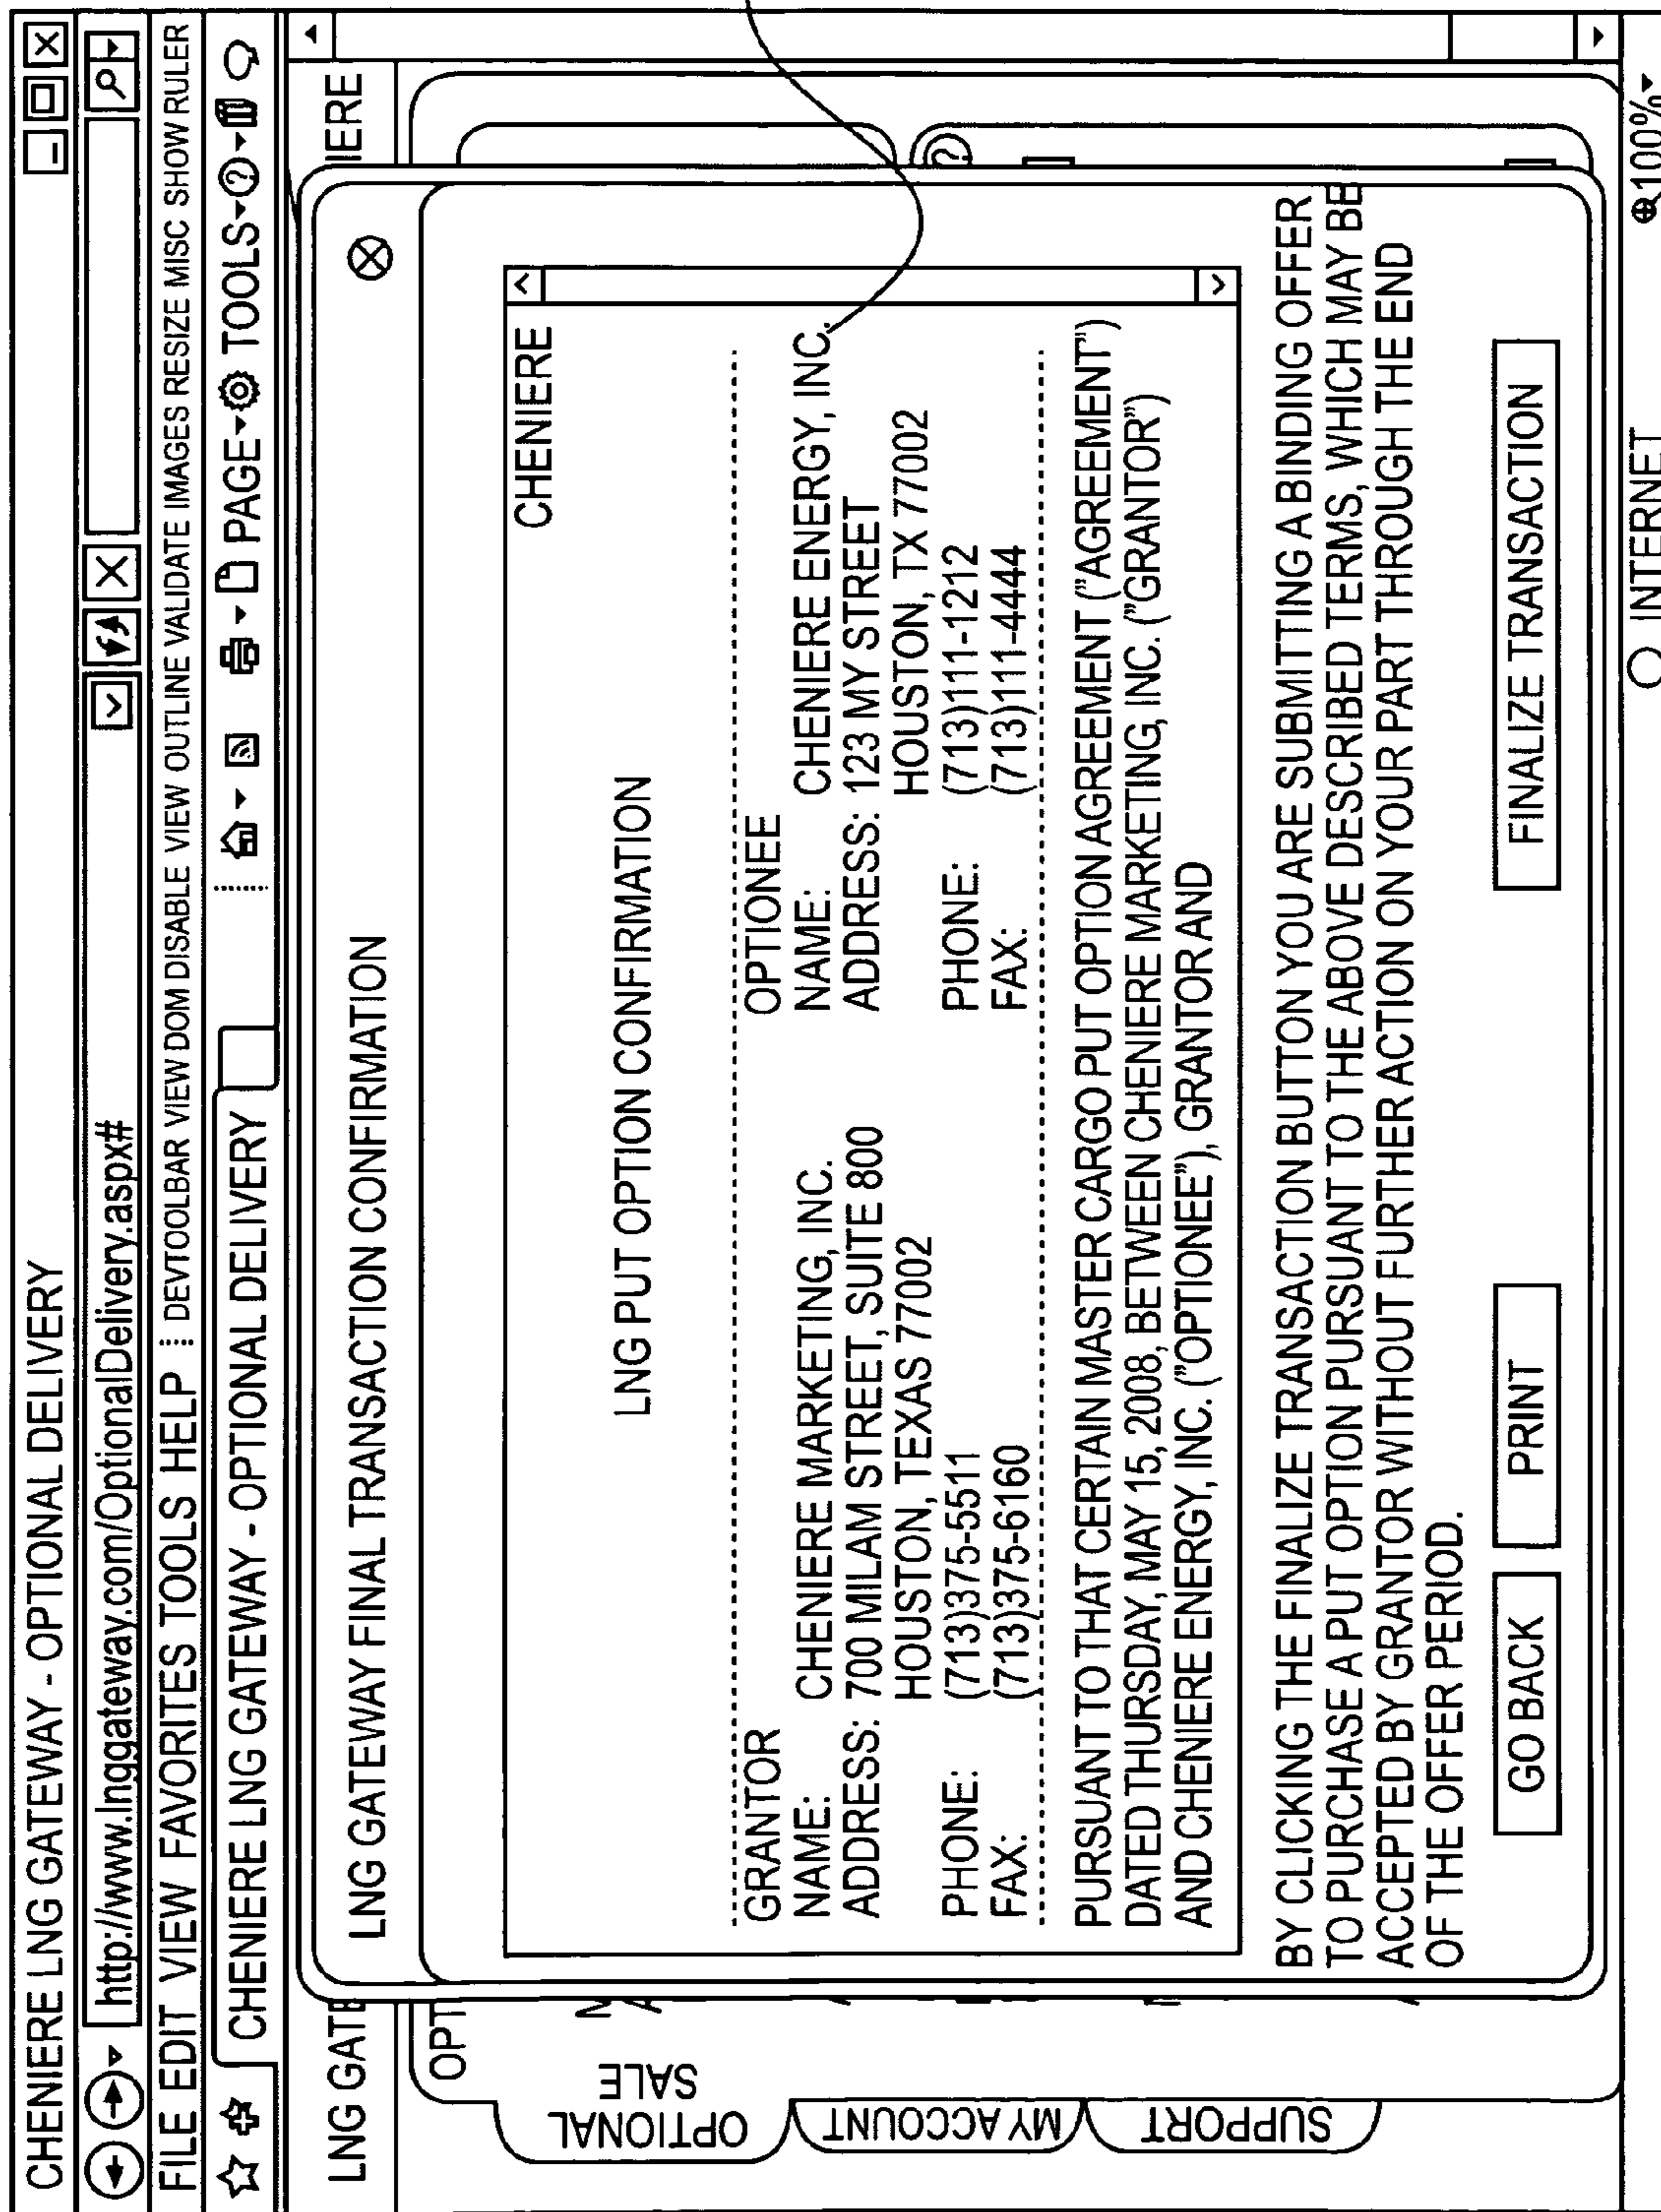 CHENIERE LNG GATEWAY - OPTIONAL DELIVERY
http://www.lnggateway.com/OptionalDelivery.aspx#
FILE EDIT VIEW FAVORITES TOOLS HELP DEVTOOLBAR VIEW DOM DISABLE VIEW OUTLINE VALIDATE IMAGES RESIZE MISC SHOW RULER
CHENIERE LNG GATEWAY - OPTIONAL DELIVERY PAGE TOOLS
LNG GATE IERE
LNG GATEWAY FINAL TRANSACTION CONFIRMATION
OPT
OPTIONAL
SALE
MY ACCOUNT
SUPPORT
CHENIERE
LNG PUT OPTION CONFIRMATION
GRANTOR OPTIONEE
NAME: CHENIERE MARKETING, INC. NAME: CHENIERE ENERGY, INC.
ADDRESS: 700 MILAM STREET, SUITE 800 ADDRESS: 123 MY STREET
HOUSTON, TEXAS 77002 HOUSTON, TX 77002
PHONE: (713)375-5511 PHONE: (713)111-1212
FAX: (713)375-6160 FAX: (713)111-4444
PURSUANT TO THAT CERTAIN MASTER CARGO PUT OPTION AGREEMENT ("AGREEMENT")
DATED THURSDAY, MAY 15, 2008, BETWEEN CHENIERE MARKETING, INC. ("GRANTOR")
AND CHENIERE ENERGY, INC. ("OPTIONEE"), GRANTOR AND
BY CLICKING THE FINALIZE TRANSACTION BUTTON YOU ARE SUBMITTING A BINDING OFFER
TO PURCHASE A PUT OPTION PURSUANT TO THE ABOVE DESCRIBED TERMS, WHICH MAY BE
ACCEPTED BY GRANTOR WITHOUT FURTHER ACTION ON YOUR PART THROUGH THE END
OF THE OFFER PERIOD.
GO BACK PRINT FINALIZE TRANSACTION
INTERNET 100%